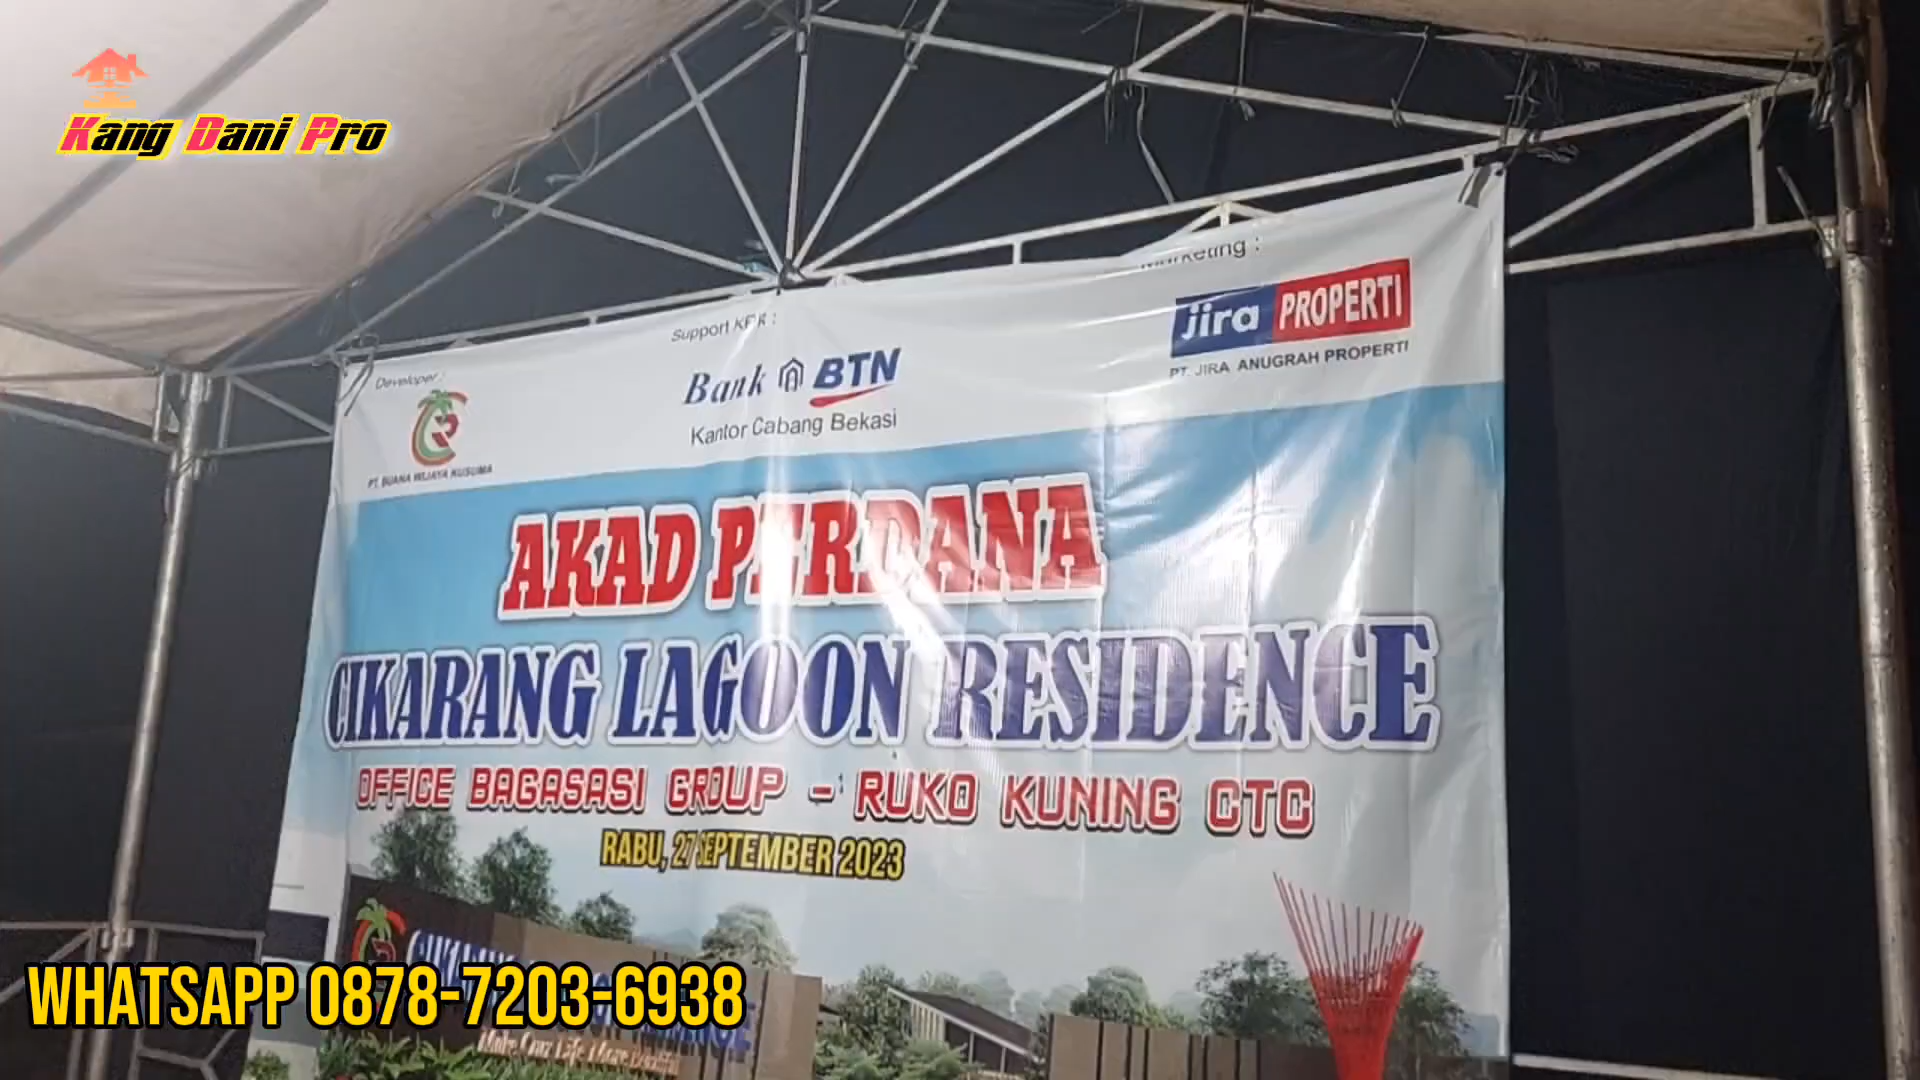 Kang Dani Pro
Developer :
PT. BUANA WIJAYA KUSUMA
Support KPR :
Bank BTN
Kantor Cabang Bekasi
Marketing :
jira PROPERTI
PT. JIRA ANUGRAH PROPERTI
AKAD PERDANA
CIKARANG LAGOON RESIDENCE
OFFICE BAGASASI GROUP - RUKO KUNING CTC
RABU, 27 SEPTEMBER 2023
WHATSAPP 0878-7203-6938